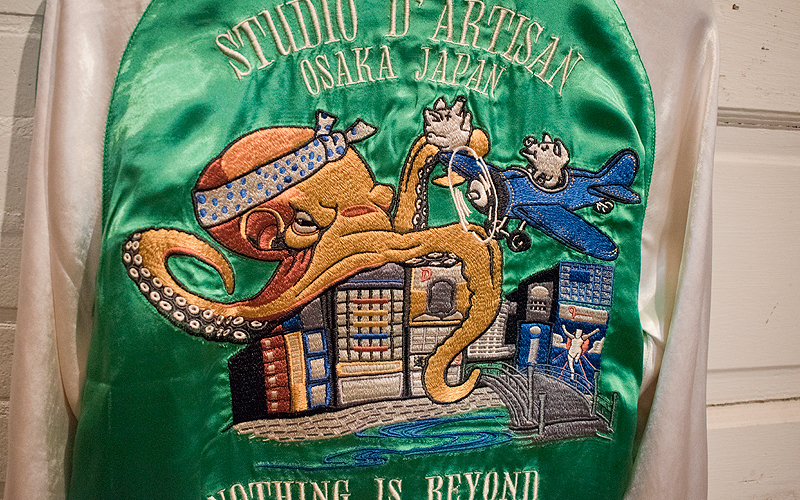 STUDIO D'ARTISAN
OSAKA JAPAN
NOTHING IS BEYOND